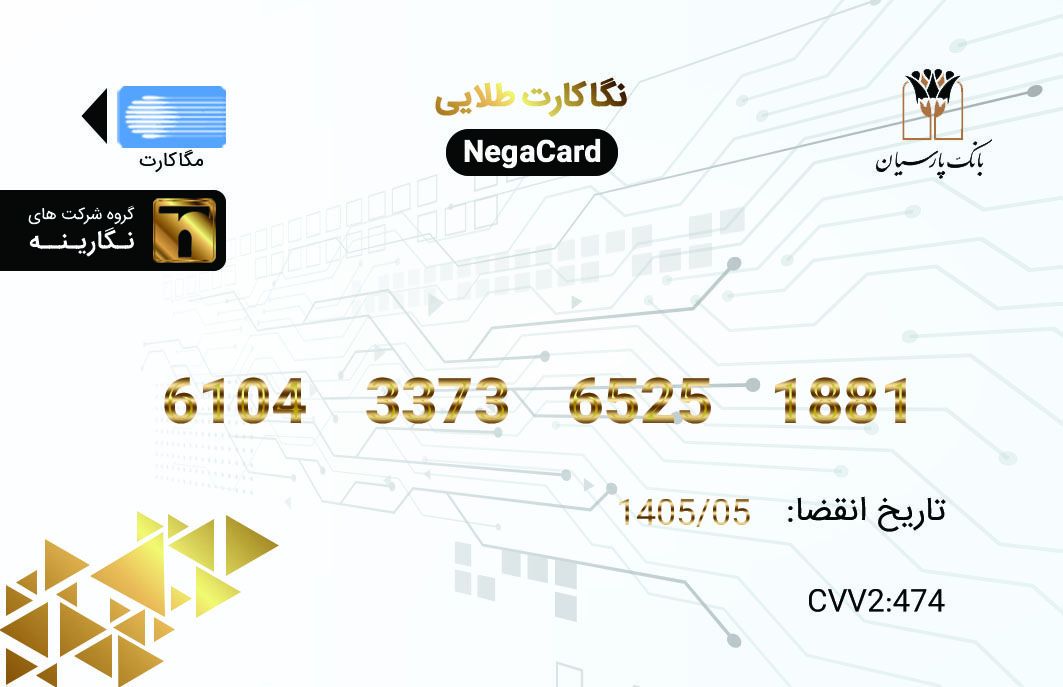 نگاکارت طلایی
NegaCard
بانک پارسیان
مگاکارت
گروه شرکت های
نگارینه
6104 3373 6525 1881
تاریخ انقضا: 1405/05
CVV2:474